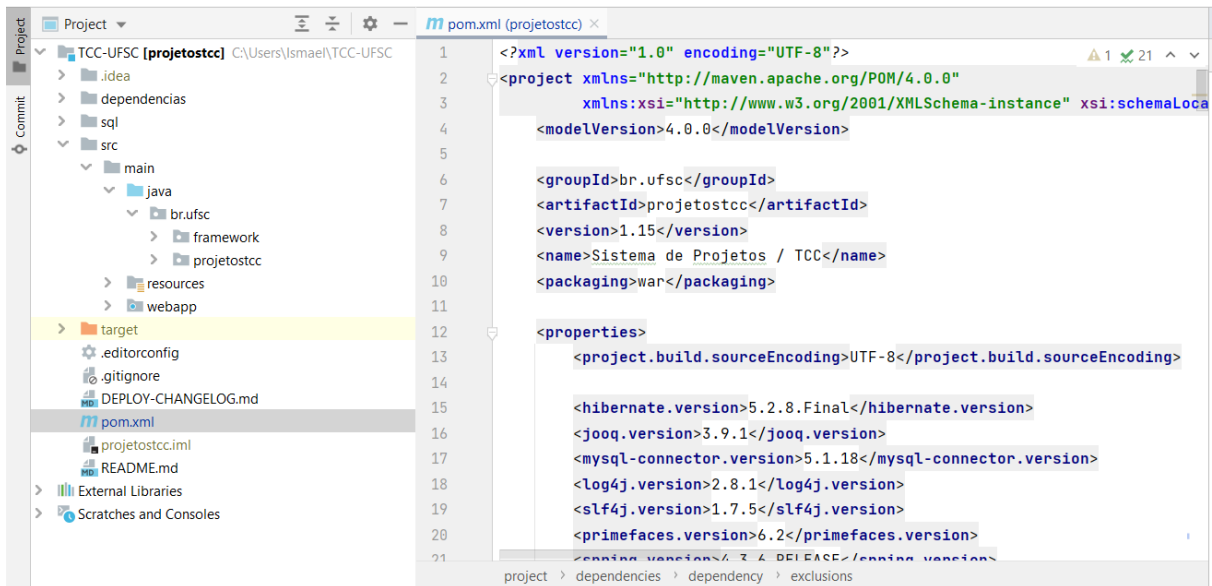 Project
Commit
Project
TCC-UFSC [projetostcc] C:\Users\Ismael\TCC-UFSC
.idea
dependencias
sql
src
main
java
br.ufsc
framework
projetostcc
resources
webapp
target
.editorconfig
.gitignore
DEPLOY-CHANGELOG.md
pom.xml
projetostcc.iml
README.md
External Libraries
Scratches and Consoles
pom.xml (projetostcc)
1 21
1 <?xml version="1.0" encoding="UTF-8"?>
2 <project xmlns="http://maven.apache.org/POM/4.0.0"
3 xmlns:xsi="http://www.w3.org/2001/XMLSchema-instance" xsi:schemaLoca
4 <modelVersion>4.0.0</modelVersion>
5
6 <groupId>br.ufsc</groupId>
7 <artifactId>projetostcc</artifactId>
8 <version>1.15</version>
9 <name>Sistema de Projetos / TCC</name>
10 <packaging>war</packaging>
11
12 <properties>
13 <project.build.sourceEncoding>UTF-8</project.build.sourceEncoding>
14
15 <hibernate.version>5.2.8.Final</hibernate.version>
16 <jooq.version>3.9.1</jooq.version>
17 <mysql-connector.version>5.1.18</mysql-connector.version>
18 <log4j.version>2.8.1</log4j.version>
19 <slf4j.version>1.7.5</slf4j.version>
20 <primefaces.version>6.2</primefaces.version>
21 <spring.version>4.3.6.RELEASE</spring.version>
project > dependencies > dependency > exclusions